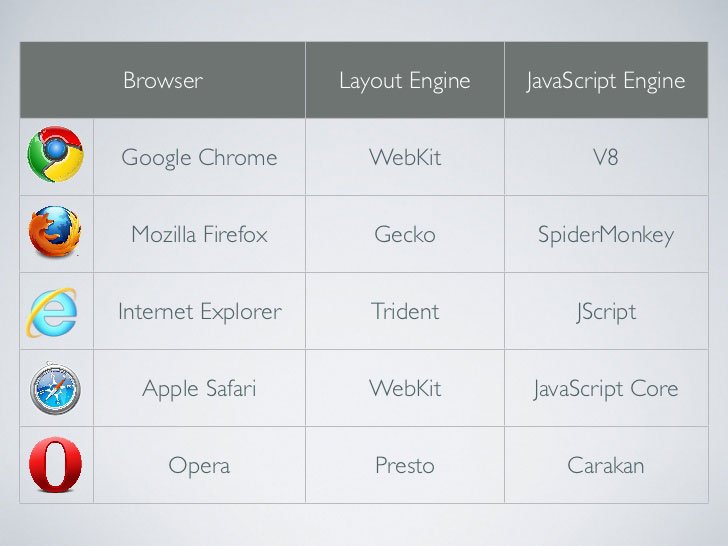 Browser Layout Engine JavaScript Engine
Google Chrome WebKit V8
Mozilla Firefox Gecko SpiderMonkey
Internet Explorer Trident JScript
Apple Safari WebKit JavaScript Core
Opera Presto Carakan